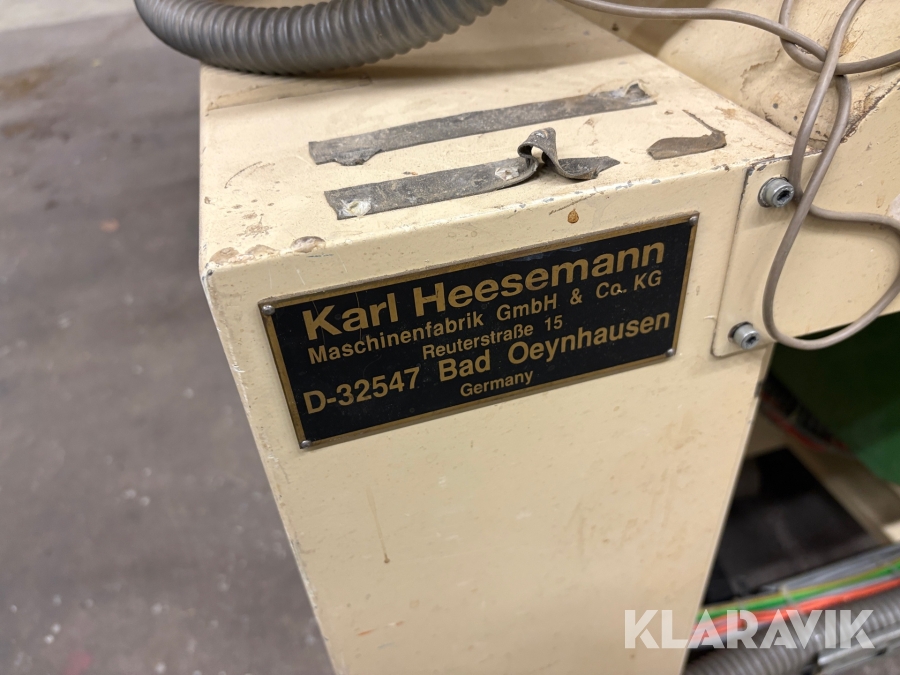 Karl Heesemann
Maschinenfabrik GmbH & Co. KG
Reuterstraße 15
D-32547 Bad Oeynhausen
Germany
KLARAVIK